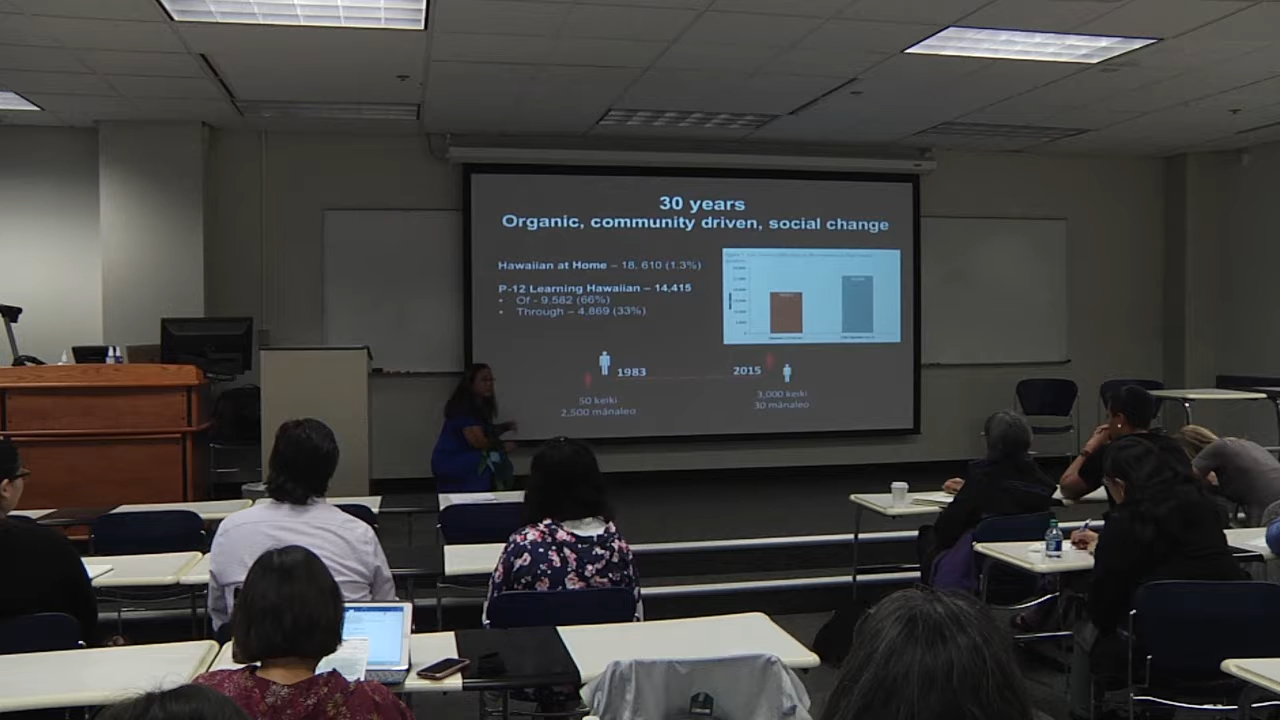 30 years
Organic, community driven, social change
Hawaiian at Home – 18, 610 (1.3%)
P-12 Learning Hawaiian – 14,415
• Of - 9.582 (66%)
• Through – 4,869 (33%)
1983
2015
50 keiki
2,500 mānaleo
3,000 keiki
30 mānaleo